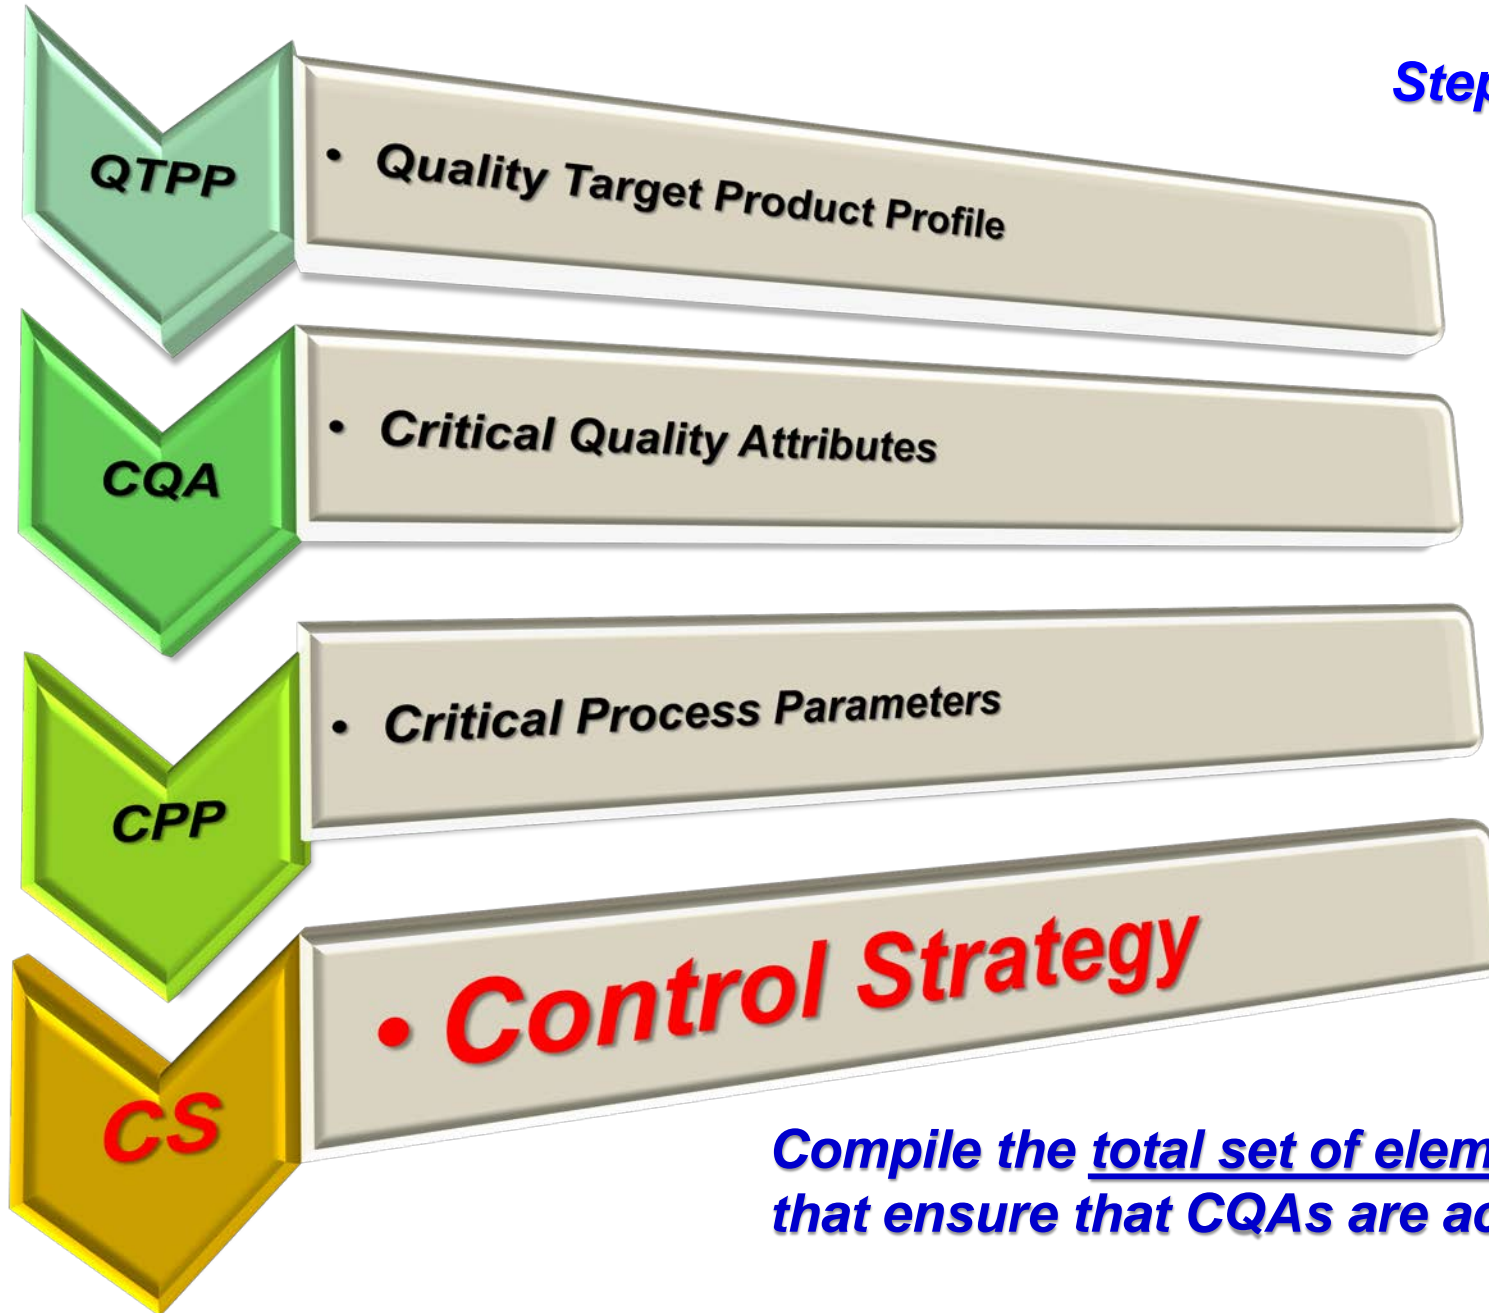 Step
QTPP
• Quality Target Product Profile
CQA
• Critical Quality Attributes
CPP
• Critical Process Parameters
CS
• Control Strategy
Compile the total set of elem
that ensure that CQAs are ac